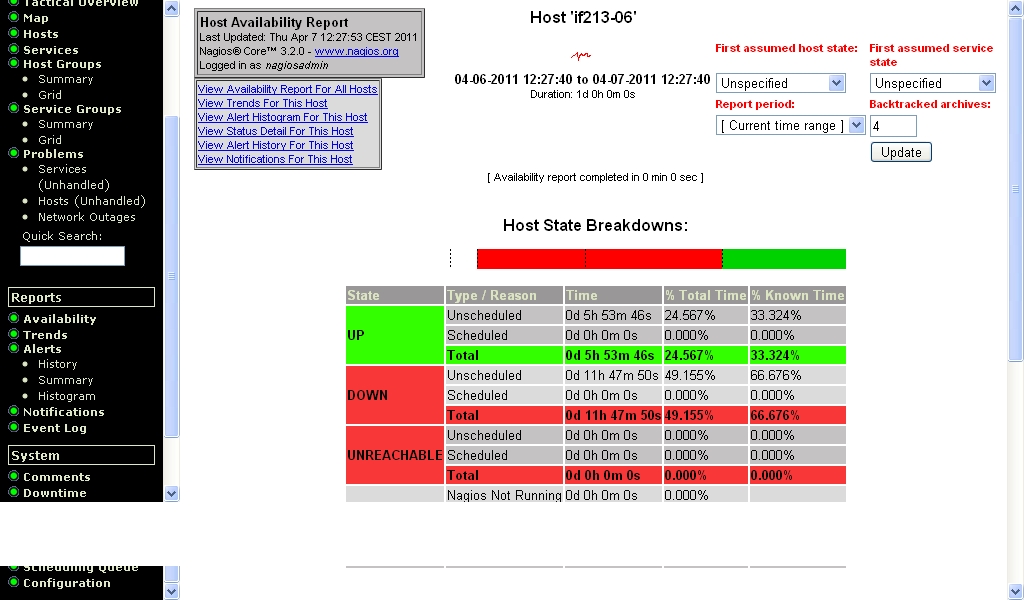 Tactical Overview
Map
Hosts
Services
Host Groups
Summary
Grid
Service Groups
Summary
Grid
Problems
Services
(Unhandled)
Hosts (Unhandled)
Network Outages
Quick Search:
Reports
Availability
Trends
Alerts
History
Summary
Histogram
Notifications
Event Log
System
Comments
Downtime
Scheduling Queue
Configuration
Host Availability Report
Last Updated: Thu Apr 7 12:27:53 CEST 2011
Nagios® Core™ 3.2.0 - www.nagios.org
Logged in as nagiosadmin
View Availability Report For All Hosts
View Trends For This Host
View Alert Histogram For This Host
View Status Detail For This Host
View Alert History For This Host
View Notifications For This Host
Host 'if213-06'
04-06-2011 12:27:40 to 04-07-2011 12:27:40
Duration: 1d 0h 0m 0s
First assumed host state: First assumed service
state
Unspecified Unspecified
Report period: Backtracked archives:
[ Current time range ] 4
Update
[ Availability report completed in 0 min 0 sec ]
Host State Breakdowns:
State Type / Reason Time % Total Time % Known Time
UP Unscheduled 0d 5h 53m 46s 24.567% 33.324%
Scheduled 0d 0h 0m 0s 0.000% 0.000%
Total 0d 5h 53m 46s 24.567% 33.324%
DOWN Unscheduled 0d 11h 47m 50s 49.155% 66.676%
Scheduled 0d 0h 0m 0s 0.000% 0.000%
Total 0d 11h 47m 50s 49.155% 66.676%
UNREACHABLE Unscheduled 0d 0h 0m 0s 0.000% 0.000%
Scheduled 0d 0h 0m 0s 0.000% 0.000%
Total 0d 0h 0m 0s 0.000% 0.000%
Nagios Not Running 0d 0h 0m 0s 0.000%